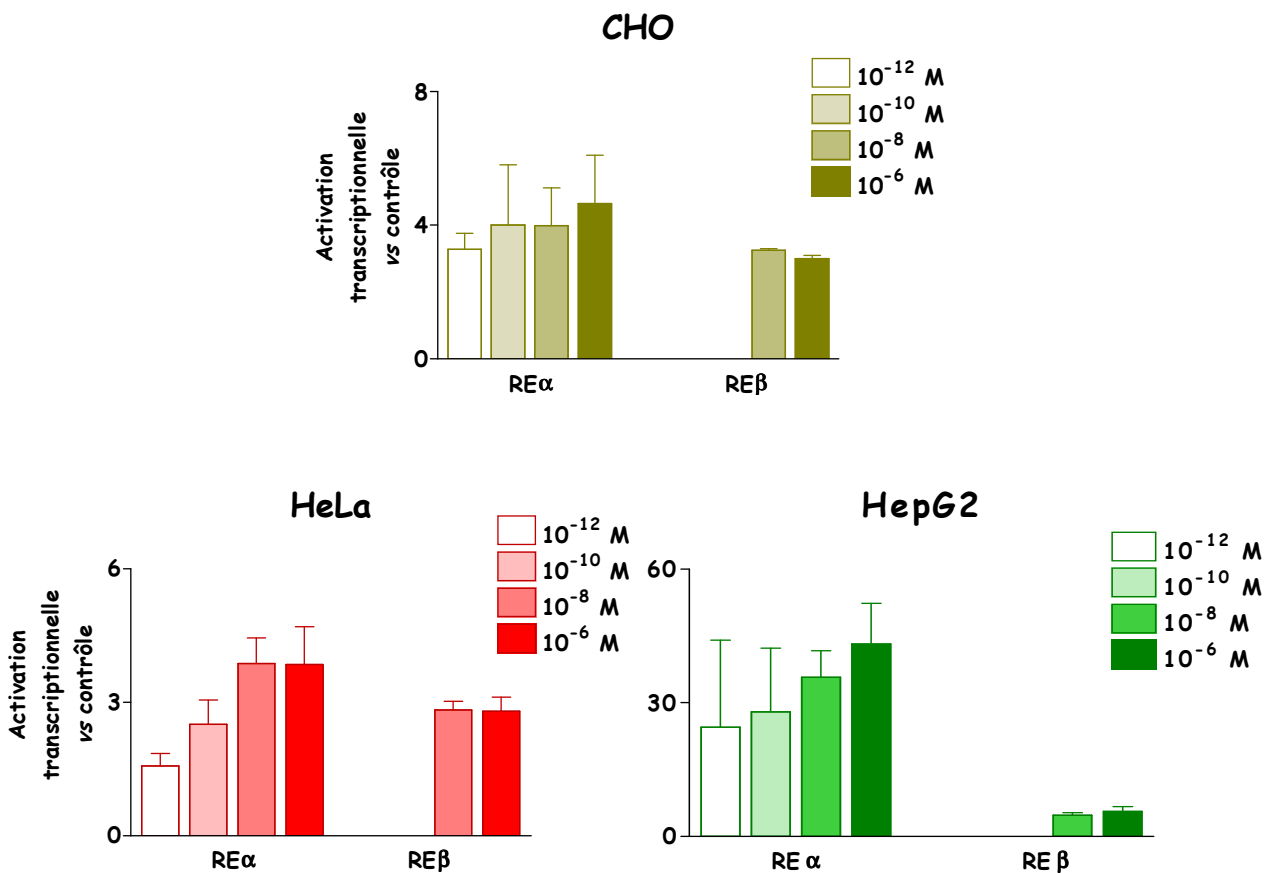 CHO
Activation
transcriptionnelle
vs contrôle
8
4
0
10⁻¹² M
10⁻¹⁰ M
10⁻⁸ M
10⁻⁶ M
REα
REβ
HeLa
Activation
transcriptionnelle
vs contrôle
6
3
0
10⁻¹² M
10⁻¹⁰ M
10⁻⁸ M
10⁻⁶ M
REα
REβ
HepG2
60
30
0
10⁻¹² M
10⁻¹⁰ M
10⁻⁸ M
10⁻⁶ M
RE α
RE β